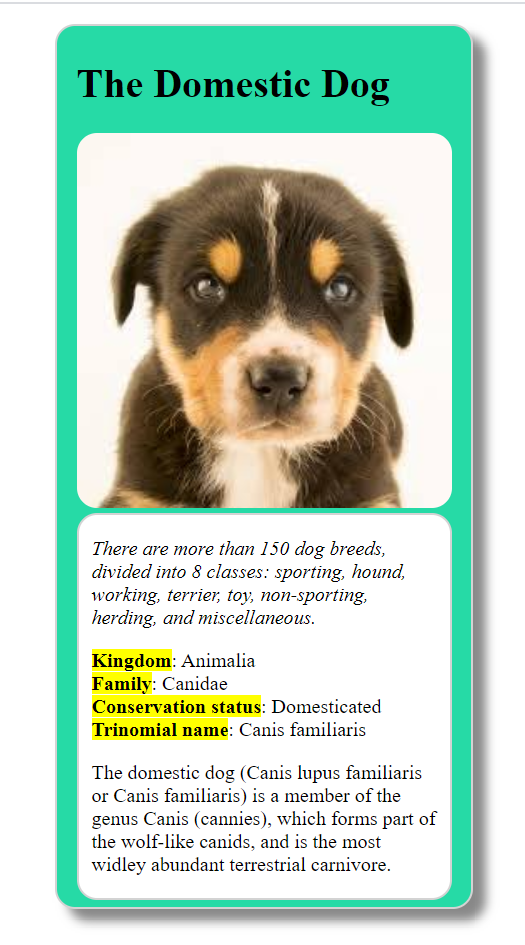 The Domestic Dog
There are more than 150 dog breeds,
divided into 8 classes: sporting, hound,
working, terrier, toy, non-sporting,
herding, and miscellaneous.
Kingdom: Animalia
Family: Canidae
Conservation status: Domesticated
Trinomial name: Canis familiaris
The domestic dog (Canis lupus familiaris
or Canis familiaris) is a member of the
genus Canis (cannies), which forms part of
the wolf-like canids, and is the most
widley abundant terrestrial carnivore.